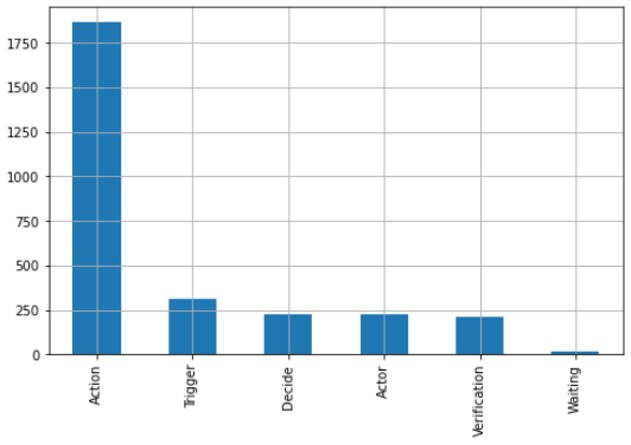 1750
1500
1250
1000
750
500
250
0
Action
Trigger
Decide
Actor
Verification
Waiting